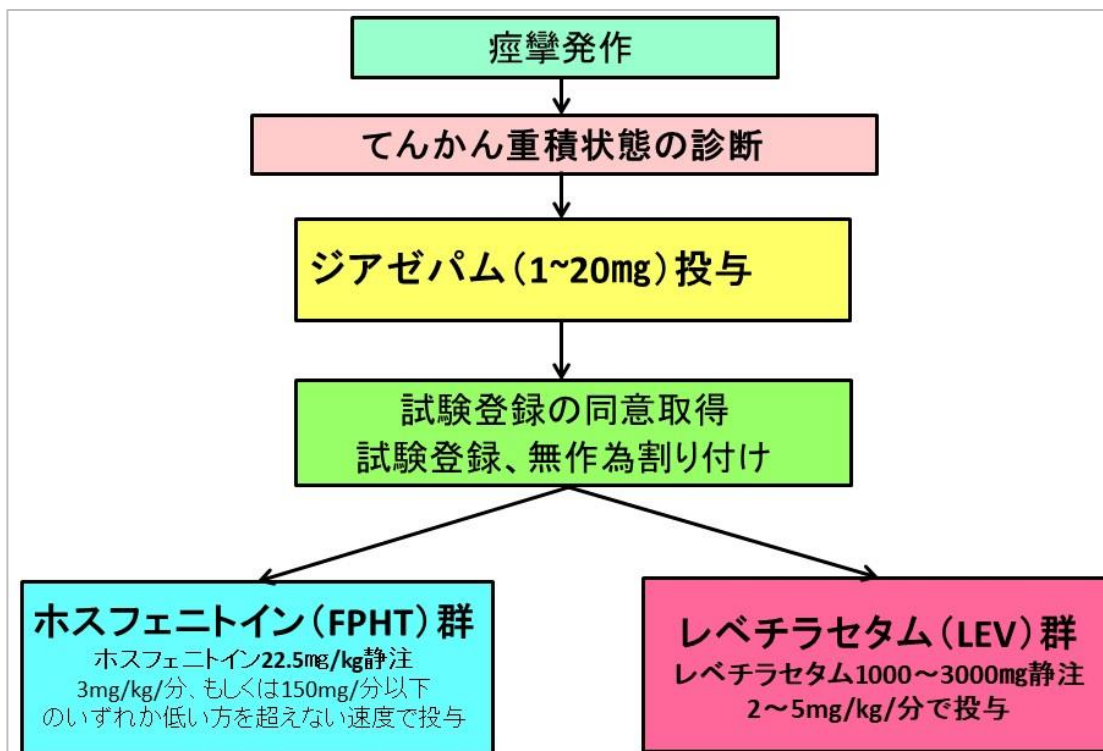 痙攣発作
てんかん重積状態の診断
ジアゼパム（1~20㎎）投与
試験登録の同意取得
試験登録、無作為割り付け
ホスフェニトイン（FPHT）群
ホスフェニトイン22.5㎎/kg静注
3mg/kg/分、もしくは150mg/分以下
のいずれか低い方を超えない速度で投与
レベチラセタム（LEV）群
レベチラセタム1000～3000㎎静注
2～5mg/kg/分で投与